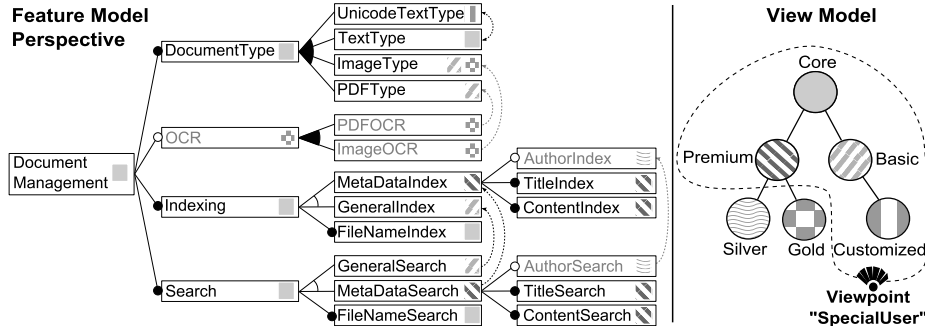 Feature Model
Perspective
UnicodeTextType
TextType
ImageType
PDFType
DocumentType
OCR
PDFOCR
ImageOCR
Document
Management
Indexing
MetaDataIndex
GeneralIndex
FileNameIndex
AuthorIndex
TitleIndex
ContentIndex
Search
GeneralSearch
MetaDataSearch
FileNameSearch
AuthorSearch
TitleSearch
ContentSearch
View Model
Core
Premium
Basic
Silver
Gold
Customized
Viewpoint
"SpecialUser"